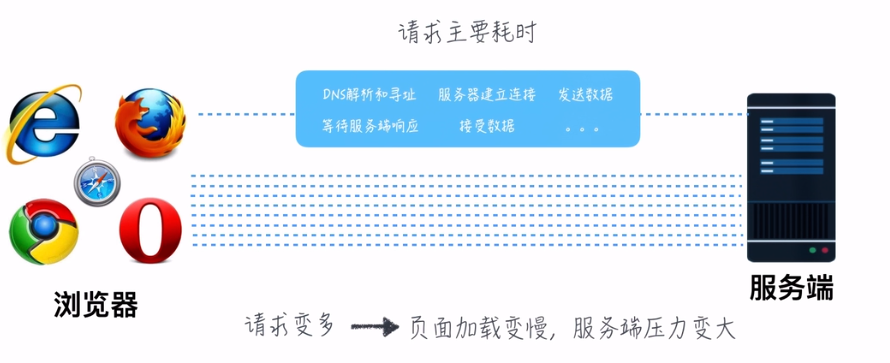 请求主要耗时
DNS解析和寻址 服务器建立连接 发送数据
等待服务端响应 接受数据 。。。
浏览器
服务端
请求变多 页面加载变慢，服务端压力变大